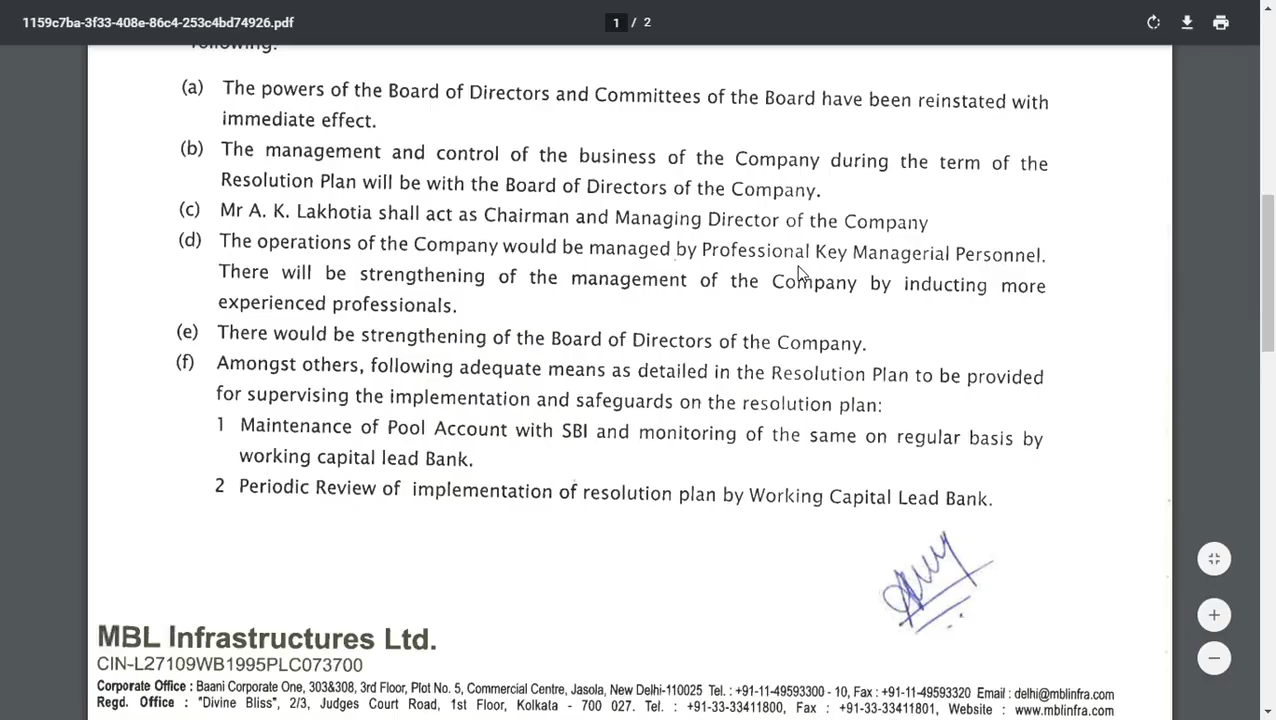 1159c7ba-3f33-408e-86c4-253c4bd74926.pdf
1 / 2
following:
(a) The powers of the Board of Directors and Committees of the Board have been reinstated with
immediate effect.
(b) The management and control of the business of the Company during the term of the
Resolution Plan will be with the Board of Directors of the Company.
(c) Mr A. K. Lakhotia shall act as Chairman and Managing Director of the Company
(d) The operations of the Company would be managed by Professional Key Managerial Personnel.
There will be strengthening of the management of the Company by inducting more
experienced professionals.
(e) There would be strengthening of the Board of Directors of the Company.
(f) Amongst others, following adequate means as detailed in the Resolution Plan to be provided
for supervising the implementation and safeguards on the resolution plan:
1 Maintenance of Pool Account with SBI and monitoring of the same on regular basis by
working capital lead Bank.
2 Periodic Review of implementation of resolution plan by Working Capital Lead Bank.
MBL Infrastructures Ltd.
CIN-L27109WB1995PLC073700
Corporate Office : Baani Corporate One, 303&308, 3rd Floor, Plot No. 5, Commercial Centre, Jasola, New Delhi-110025 Tel. : +91-11-49593300 - 10, Fax : +91-11-49593320 Email : delhi@mblinfra.com
Regd. Office : "Divine Bliss", 2/3, Judges Court Road, 1st Floor, Kolkata - 700 027. Tel. : +91-33-33411800, Fax : +91-33-33411801, Website : www.mblinfra.com